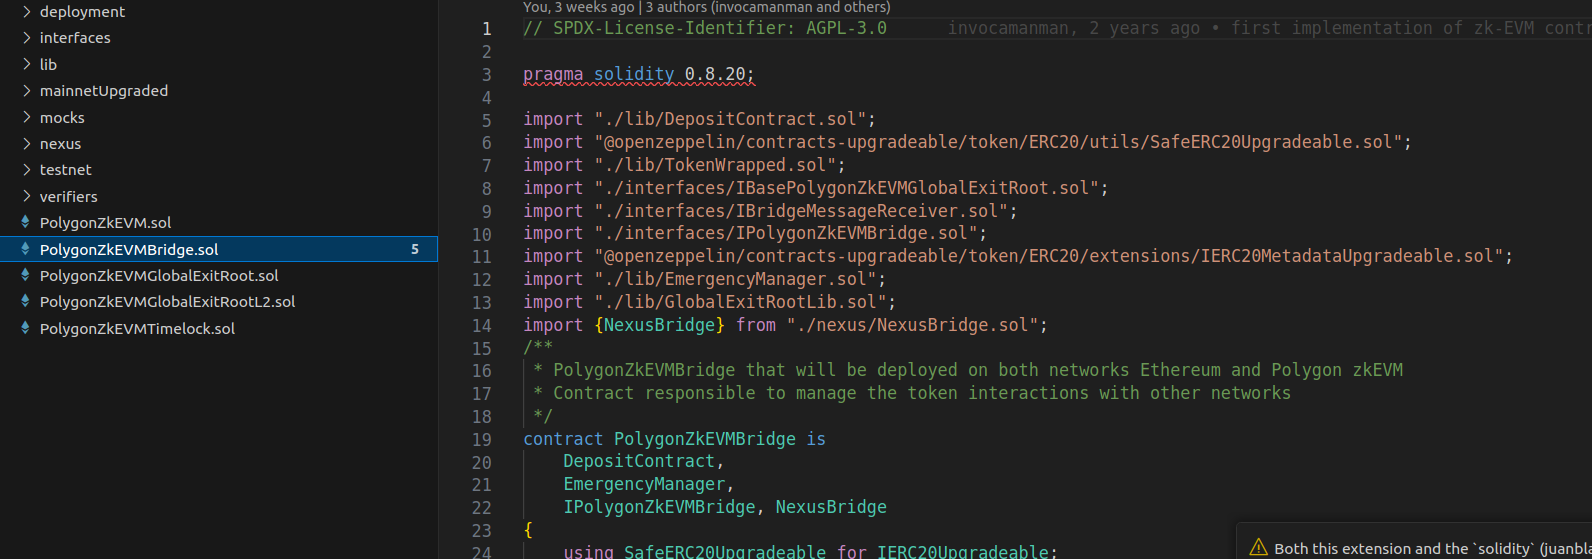 deployment
interfaces
lib
mainnetUpgraded
mocks
nexus
testnet
verifiers
PolygonZkEVM.sol
PolygonZkEVMBridge.sol 5
PolygonZkEVMGlobalExitRoot.sol
PolygonZkEVMGlobalExitRootL2.sol
PolygonZkEVMTimelock.sol
You, 3 weeks ago | 3 authors (invocamanman and others)
1 // SPDX-License-Identifier: AGPL-3.0 invocamanman, 2 years ago • first implementation of zk-EVM contr
2
3 pragma solidity 0.8.20;
4
5 import "./lib/DepositContract.sol";
6 import "@openzeppelin/contracts-upgradeable/token/ERC20/utils/SafeERC20Upgradeable.sol";
7 import "./lib/TokenWrapped.sol";
8 import "./interfaces/IBasePolygonZkEVMGlobalExitRoot.sol";
9 import "./interfaces/IBridgeMessageReceiver.sol";
10 import "./interfaces/IPolygonZkEVMBridge.sol";
11 import "@openzeppelin/contracts-upgradeable/token/ERC20/extensions/IERC20MetadataUpgradeable.sol";
12 import "./lib/EmergencyManager.sol";
13 import "./lib/GlobalExitRootLib.sol";
14 import {NexusBridge} from "./nexus/NexusBridge.sol";
15 /**
16 * PolygonZkEVMBridge that will be deployed on both networks Ethereum and Polygon zkEVM
17 * Contract responsible to manage the token interactions with other networks
18 */
19 contract PolygonZkEVMBridge is
20 DepositContract,
21 EmergencyManager,
22 IPolygonZkEVMBridge, NexusBridge
23 {
24 using SafeERC20Upgradeable for IERC20Upgradeable;
Both this extension and the `solidity` (juanbla